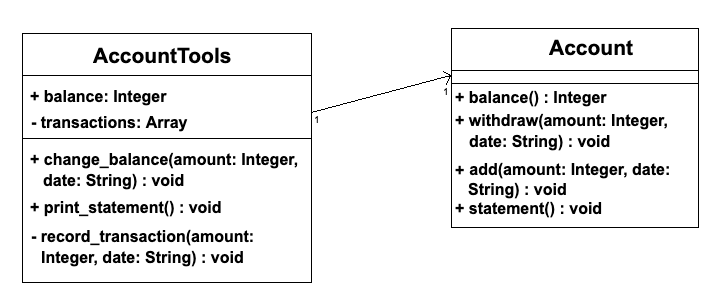 AccountTools
+ balance: Integer
- transactions: Array
+ change_balance(amount: Integer,
date: String) : void
+ print_statement() : void
- record_transaction(amount:
Integer, date: String) : void
1
1
Account
+ balance() : Integer
+ withdraw(amount: Integer,
date: String) : void
+ add(amount: Integer, date:
String) : void
+ statement() : void